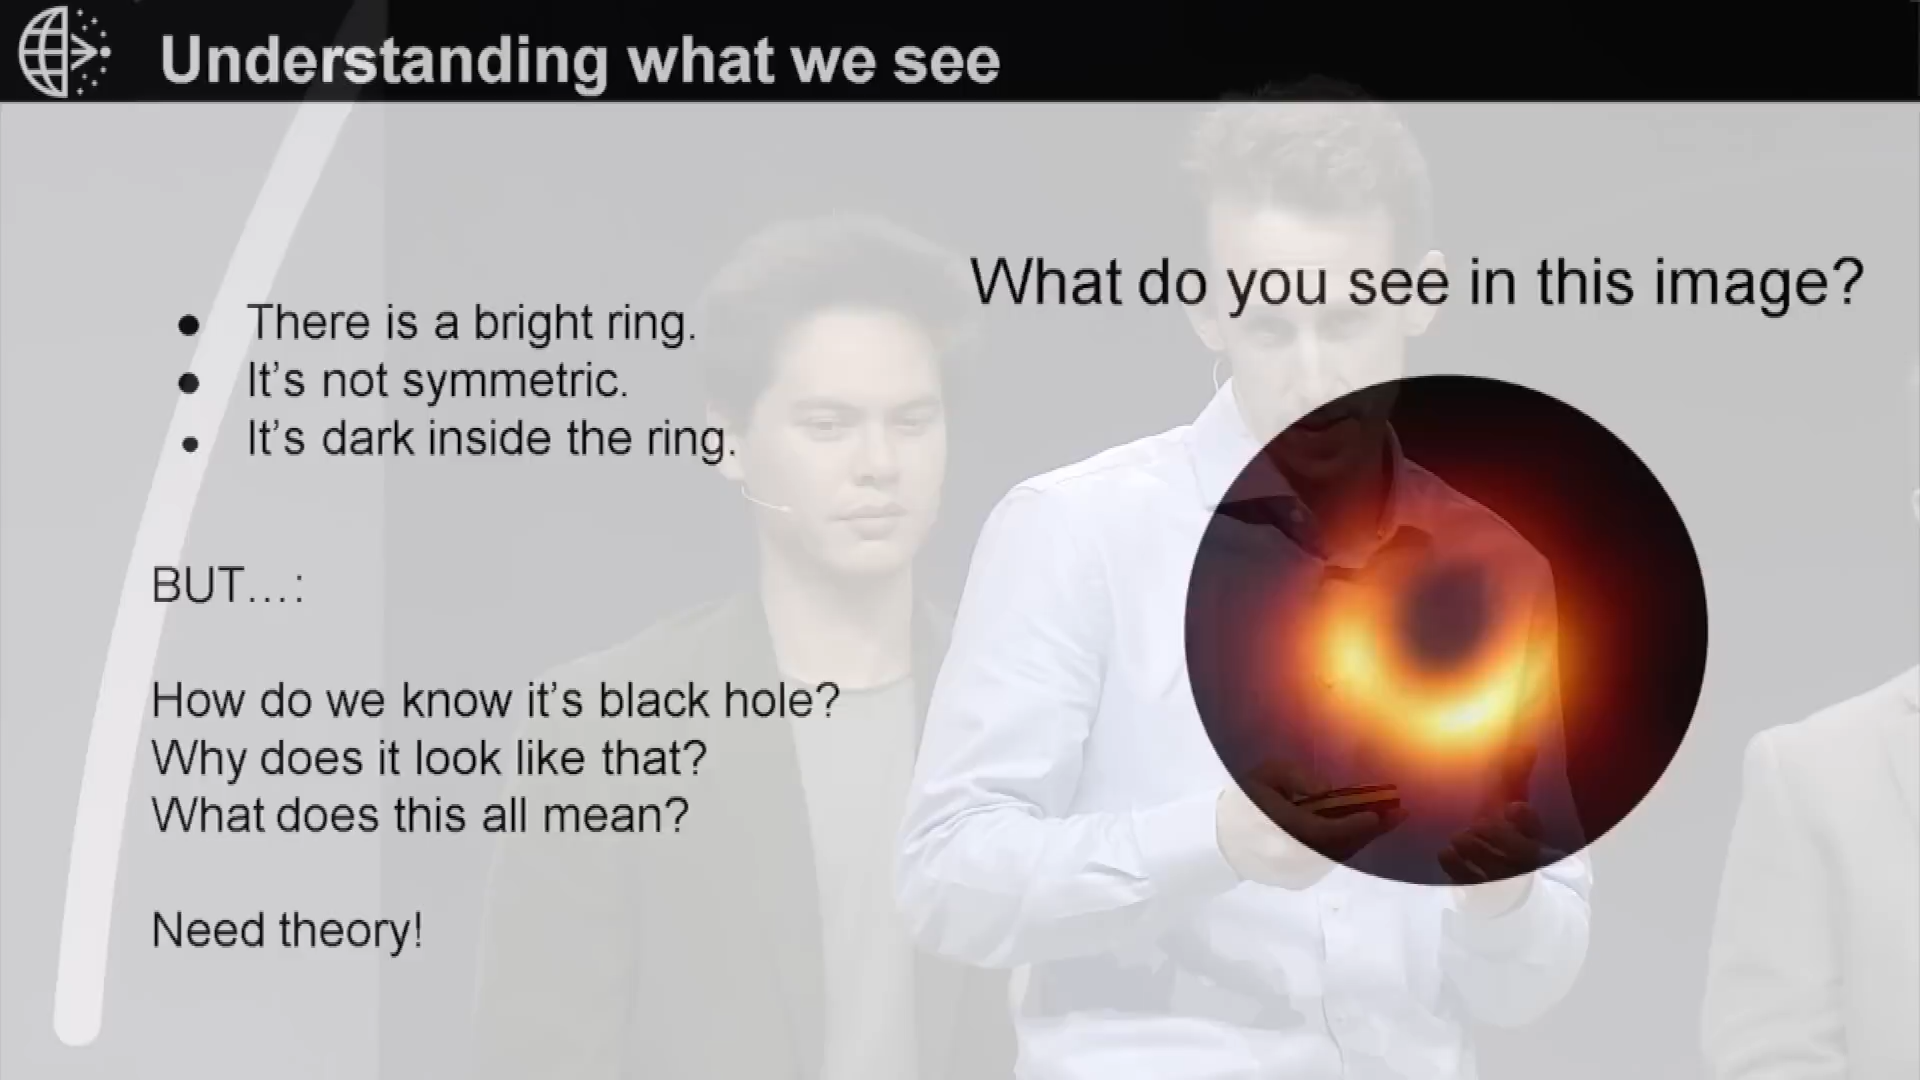 Understanding what we see
What do you see in this image?
There is a bright ring.
It’s not symmetric.
It’s dark inside the ring.
BUT...:
How do we know it’s black hole?
Why does it look like that?
What does this all mean?
Need theory!